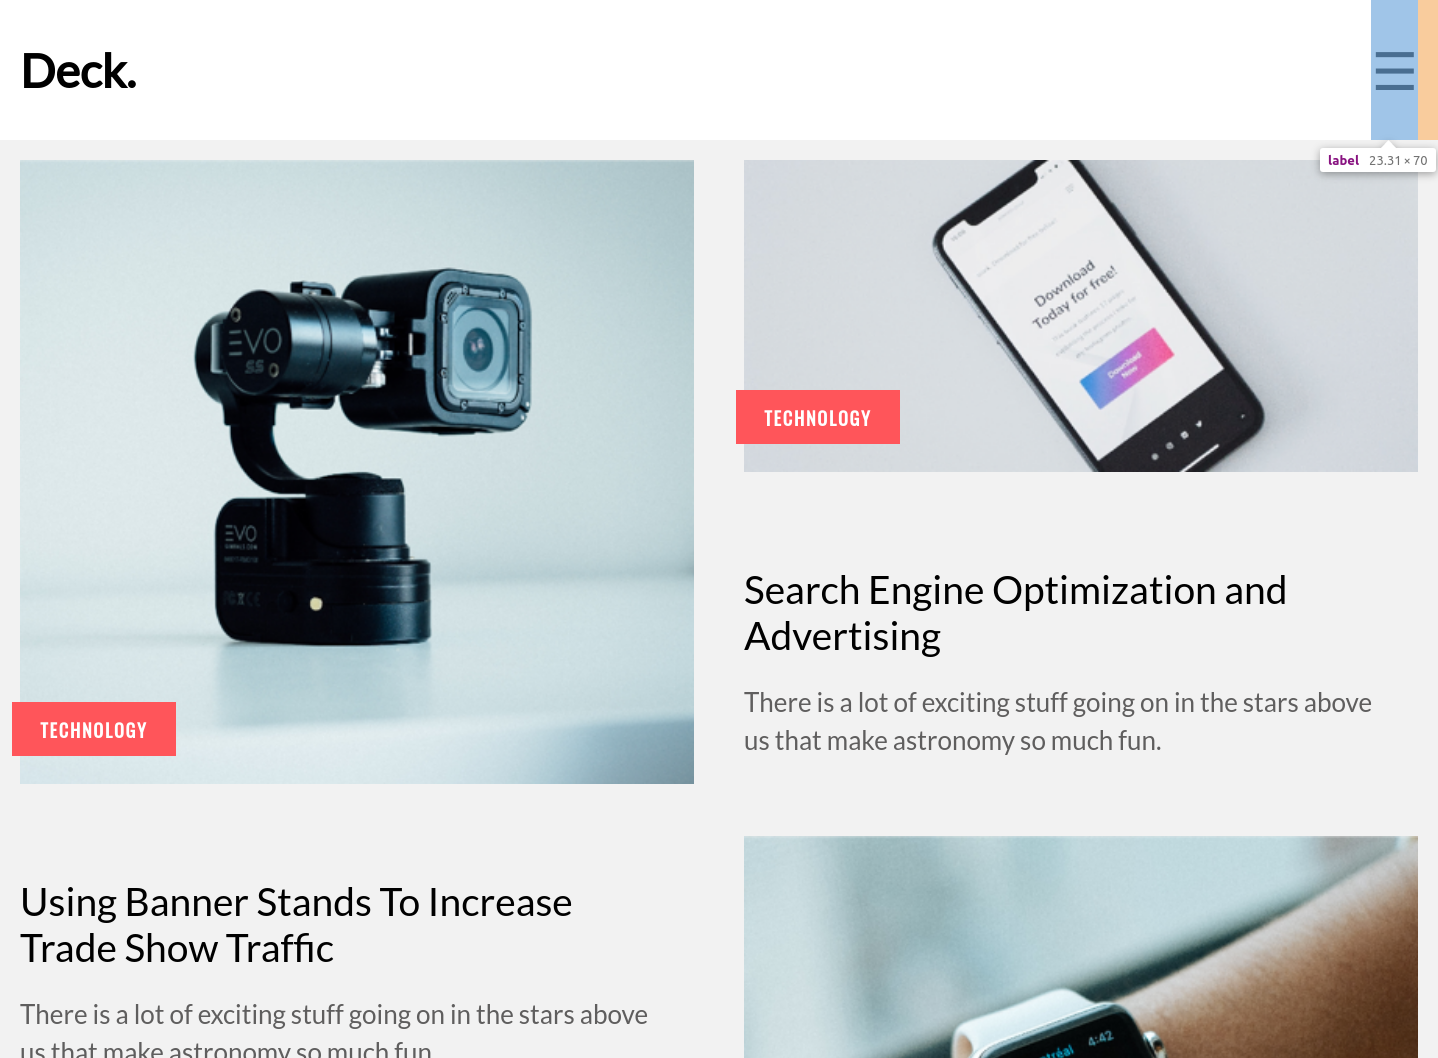 Deck.
label 23.31 × 70
EVO
SS
EVO
TECHNOLOGY
Download
Today for free!
Download
Now
TECHNOLOGY
Search Engine Optimization and
Advertising
There is a lot of exciting stuff going on in the stars above
us that make astronomy so much fun.
Using Banner Stands To Increase
Trade Show Traffic
There is a lot of exciting stuff going on in the stars above
us that make astronomy so much fun.
4:42